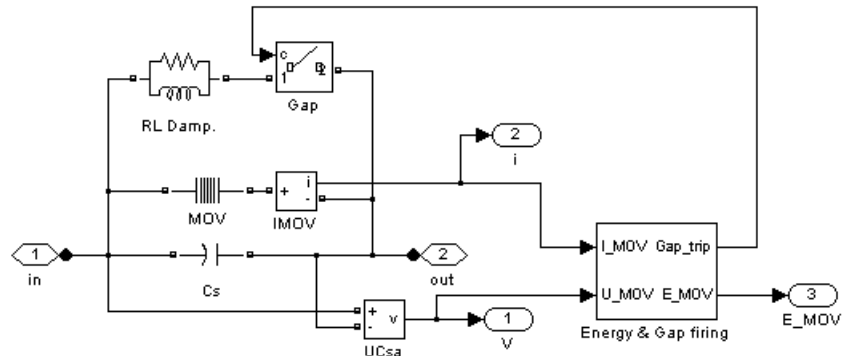 c
1
2
Gap
RL Damp.
2
i
+
i
-
MOV
IMOV
I_MOV Gap_trip
U_MOV E_MOV
Energy & Gap firing
1
in
2
out
Cs
+
-
v
UCsa
1
V
3
E_MOV